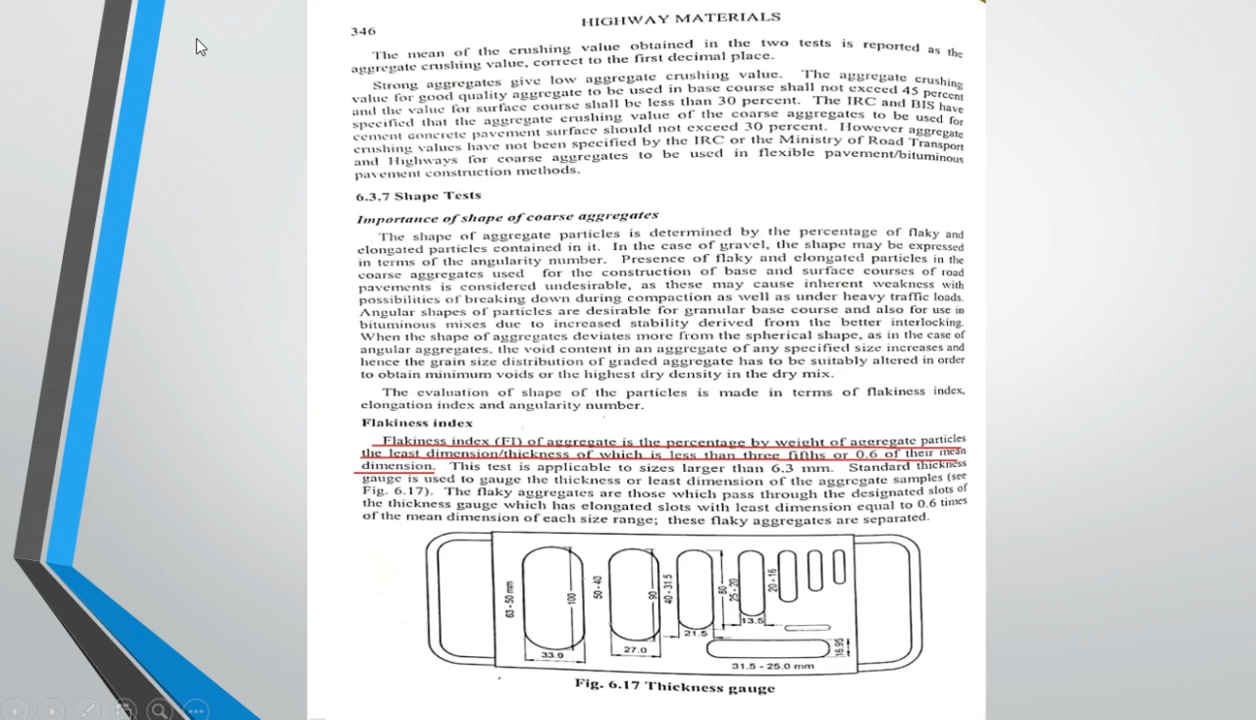 346
HIGHWAY MATERIALS
The mean of the crushing value obtained in the two tests is reported as the
aggregate crushing value, correct to the first decimal place.
Strong aggregates give low aggregate crushing value. The aggregate crushing
value for good quality aggregate to be used in base course shall not exceed 45 percent
and the value for surface course shall be less than 30 percent. The IRC and BIS have
specified that the aggregate crushing value of the coarse aggregates to be used for
cement concrete pavement surface should not exceed 30 percent. However aggregate
crushing values have not been specified by the IRC or the Ministry of Road Transport
and Highways for coarse aggregates to be used in flexible pavement/bituminous
pavement construction methods.
6.3.7 Shape Tests
Importance of shape of coarse aggregates
The shape of aggregate particles is determined by the percentage of flaky and
elongated particles contained in it. In the case of gravel, the shape may be expressed
in terms of the angularity number. Presence of flaky and elongated particles in the
coarse aggregates used for the construction of base and surface courses of road
pavements is considered undesirable, as these may cause inherent weakness with
possibilities of breaking down during compaction as well as under heavy traffic loads.
Angular shapes of particles are desirable for granular base course and also for use in
bituminous mixes due to increased stability derived from the better interlocking.
When the shape of aggregates deviates more from the spherical shape, as in the case of
angular aggregates, the void content in an aggregate of any specified size increases and
hence the grain size distribution of graded aggregate has to be suitably altered in order
to obtain minimum voids or the highest dry density in the dry mix.
The evaluation of shape of the particles is made in terms of flakiness index,
elongation index and angularity number.
Flakiness index
Flakiness index (FI) of aggregate is the percentage by weight of aggregate particles
the least dimension/thickness of which is less than three fifths or 0.6 of their mean
dimension. This test is applicable to sizes larger than 6.3 mm. Standard thickness
gauge is used to gauge the thickness or least dimension of the aggregate samples (see
Fig. 6.17). The flaky aggregates are those which pass through the designated slots of
the thickness gauge which has elongated slots with least dimension equal to 0.6 times
of the mean dimension of each size range; these flaky aggregates are separated.
63 - 50 mm
100
33.0
50 - 40
90
27.0
40 - 31.5
80
21.5
25 - 20
13.5
20 - 16
16.95
31.5 - 25.0 mm
Fig. 6.17 Thickness gauge